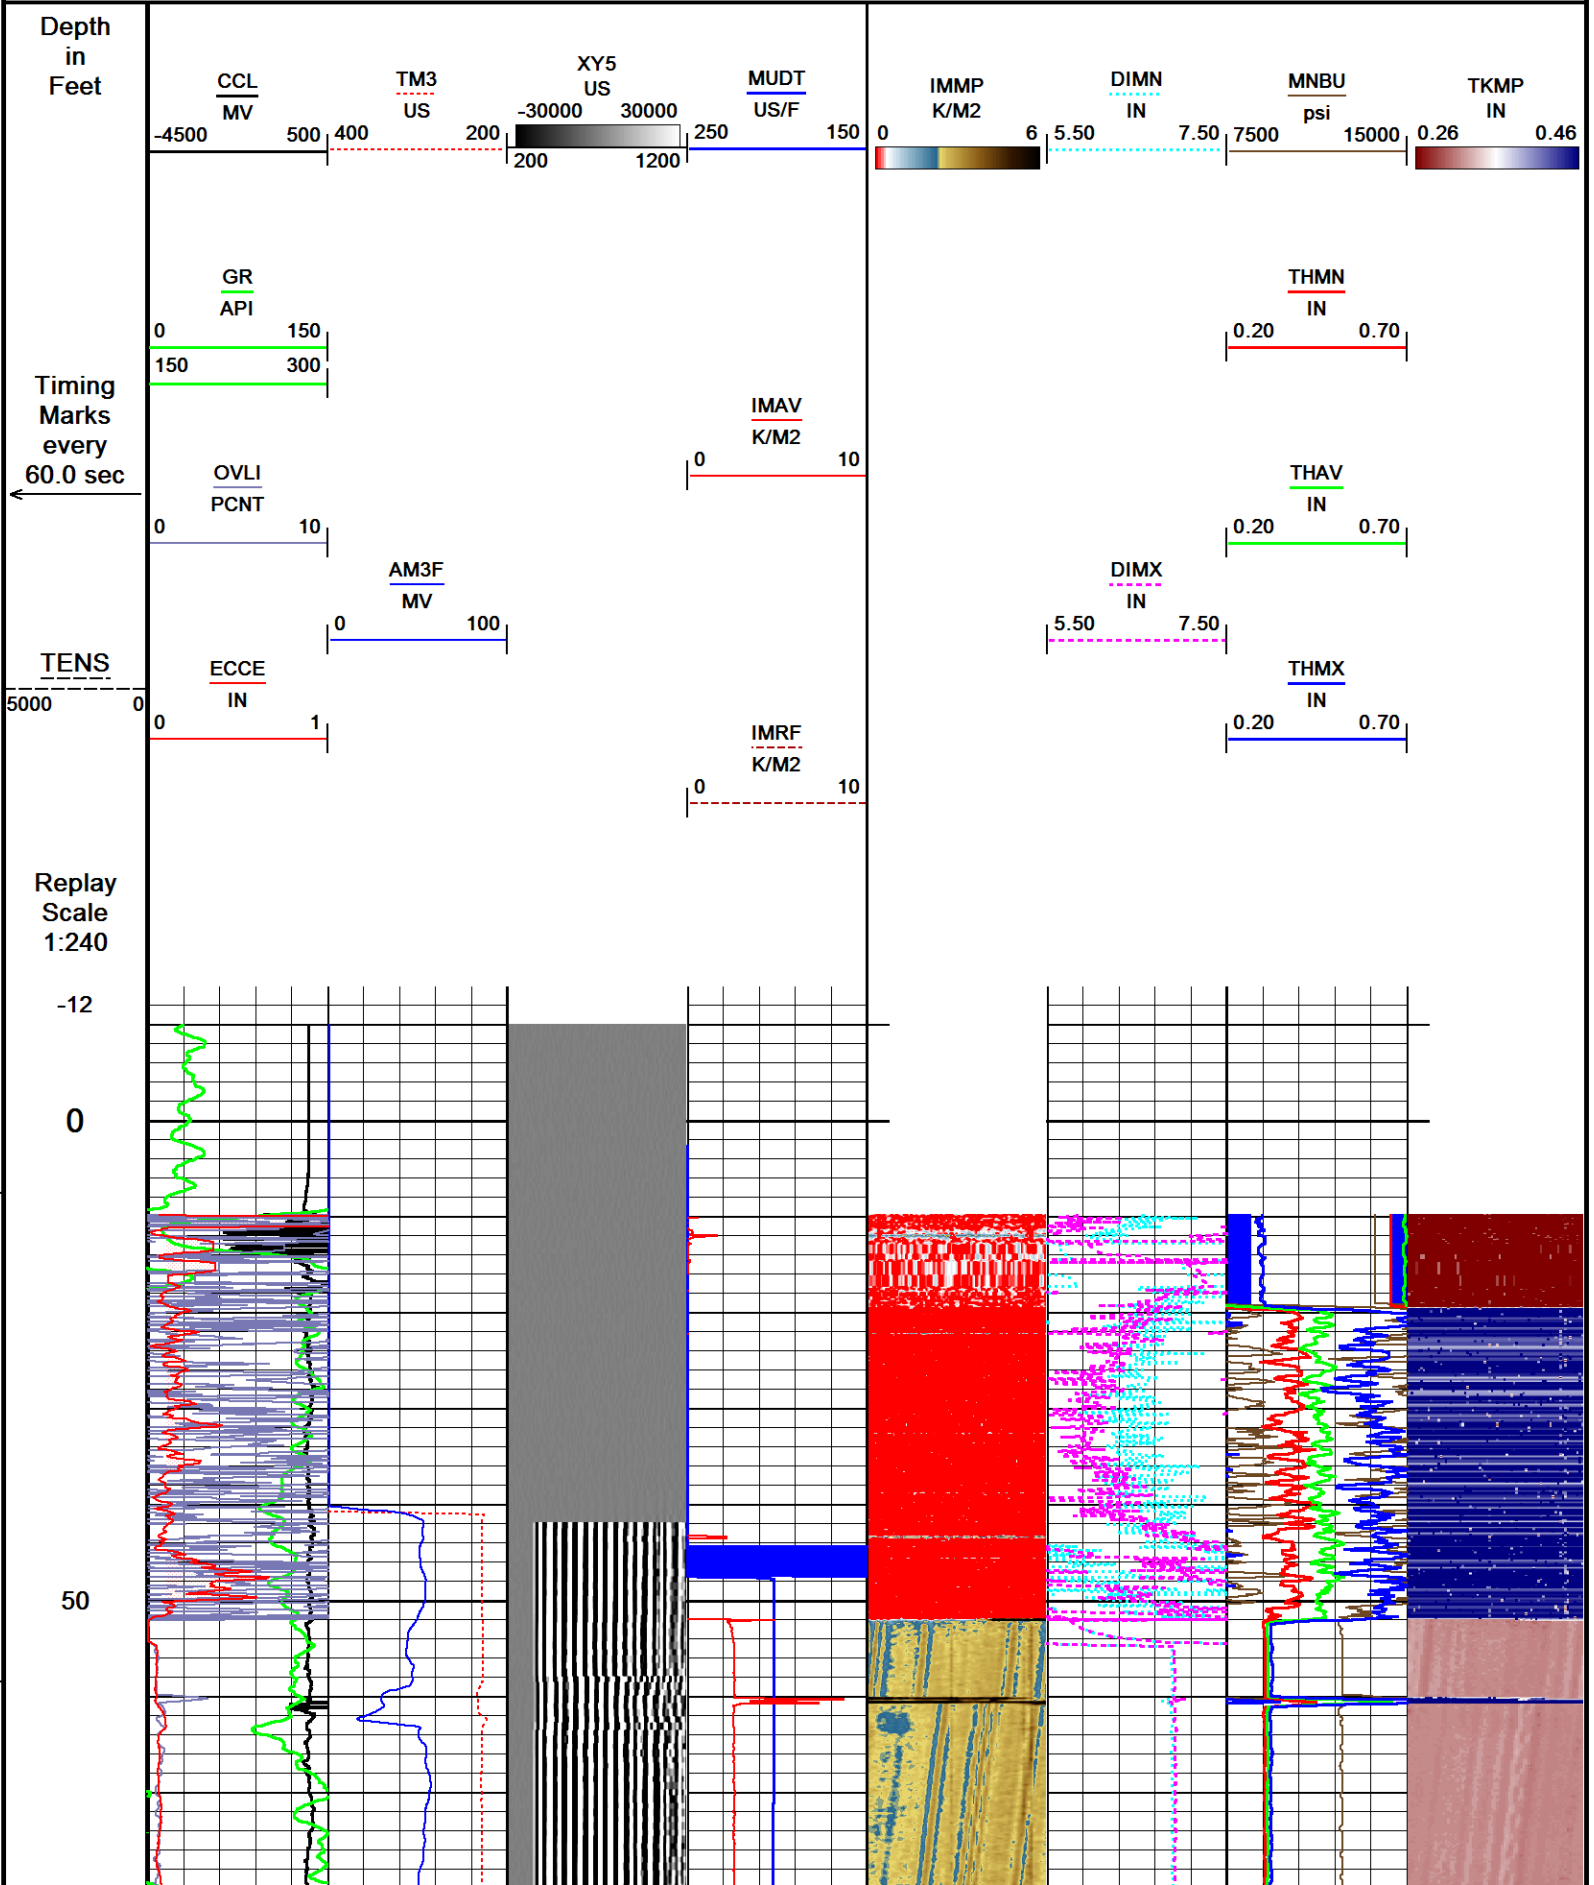 Depth
in
Feet
CCL
MV
-4500 500
TM3
US
400 200
XY5
US
-30000 30000
200 1200
MUDT
US/F
250 150
IMMP
K/M2
0 6
DIMN
IN
5.50 7.50
MNBU
psi
7500 15000
TKMP
IN
0.26 0.46
GR
API
0 150
150 300
THMN
IN
0.20 0.70
Timing
Marks
every
60.0 sec
IMAV
K/M2
0 10
OVLI
PCNT
0 10
THAV
IN
0.20 0.70
AM3F
MV
0 100
DIMX
IN
5.50 7.50
TENS
5000 0
ECCE
IN
0 1
THMX
IN
0.20 0.70
IMRF
K/M2
0 10
Replay
Scale
1:240
-12
0
50